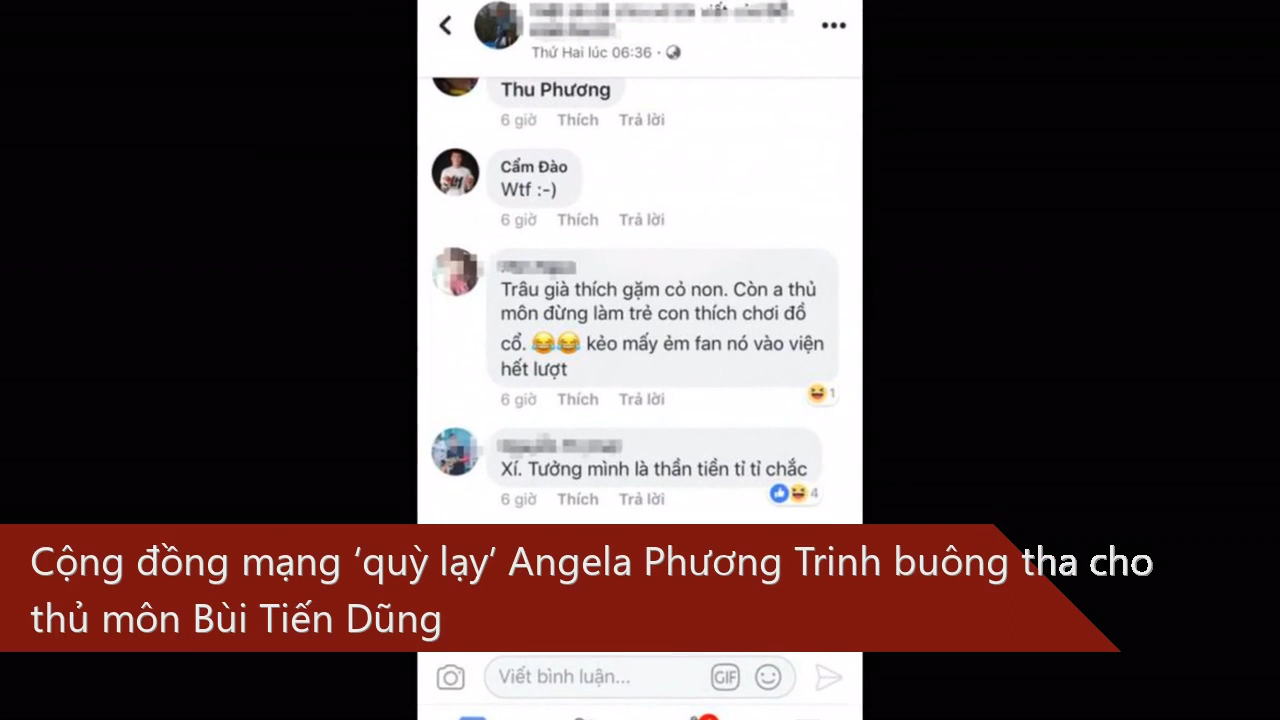 Thứ Hai lúc 06:36
Thu Phương
6 giờ Thích Trả lời
Cẩm Đào
Wtf :-)
6 giờ Thích Trả lời
Trâu già thích gặm cỏ non. Còn a thủ
môn đừng làm trẻ con thích chơi đồ
cổ. 😂😂 kẻo mấy ẻm fan nó vào viện
hết lượt
6 giờ Thích Trả lời 1
Xí. Tưởng mình là thần tiền tỉ tỉ chắc
6 giờ Thích Trả lời 4
Cộng đồng mạng ‘quỳ lạy’ Angela Phương Trinh buông tha cho
thủ môn Bùi Tiến Dũng
Viết bình luận... GIF